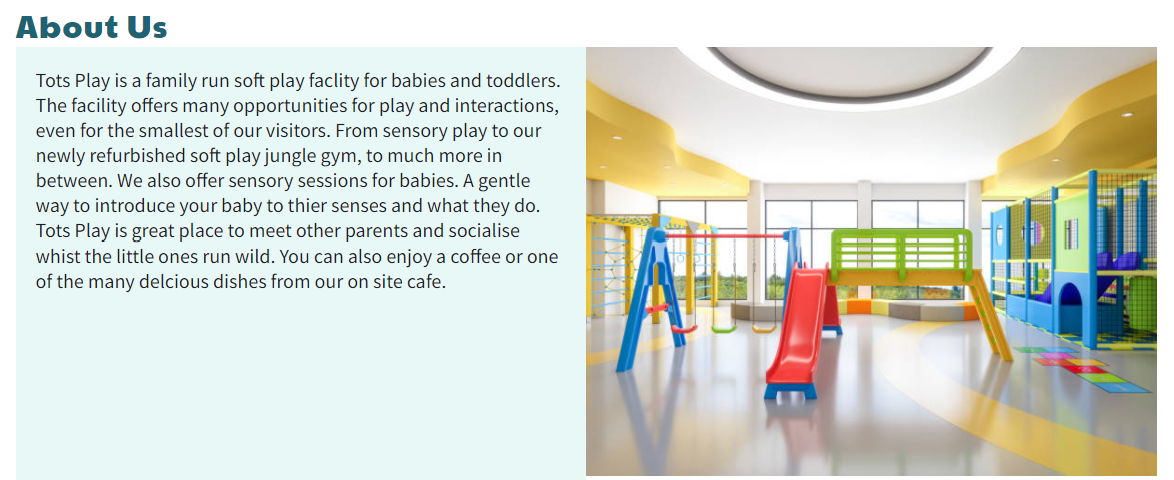 About Us
Tots Play is a family run soft play faclity for babies and toddlers.
The facility offers many opportunities for play and interactions,
even for the smallest of our visitors. From sensory play to our
newly refurbished soft play jungle gym, to much more in
between. We also offer sensory sessions for babies. A gentle
way to introduce your baby to thier senses and what they do.
Tots Play is great place to meet other parents and socialise
whist the little ones run wild. You can also enjoy a coffee or one
of the many delcious dishes from our on site cafe.